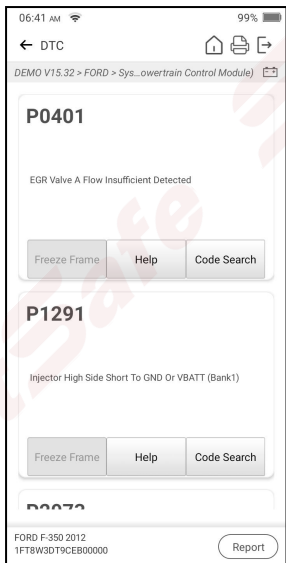 06:41 AM 99%
DTC
DEMO V15.32 > FORD > Sys...owertrain Control Module)
P0401
EGR Valve A Flow Insufficient Detected
Freeze Frame Help Code Search
P1291
Injector High Side Short To GND Or VBATT (Bank1)
Freeze Frame Help Code Search
FORD F-350 2012
1FT8W3DT9CEB00000
Report